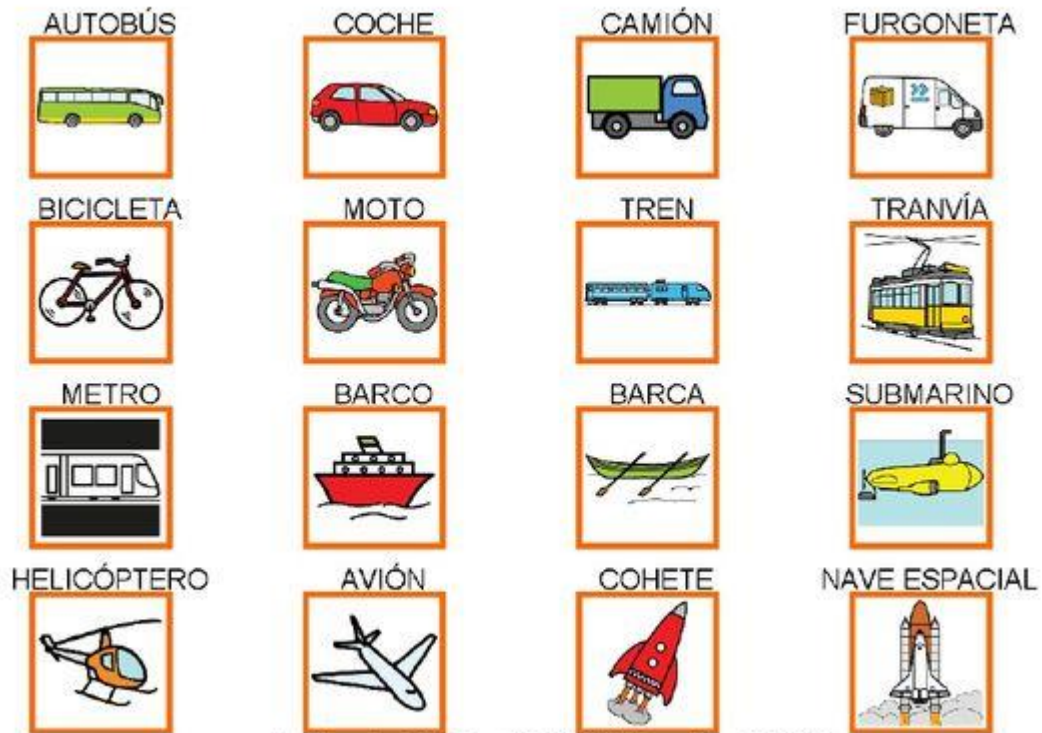 AUTOBÚS COCHE CAMIÓN FURGONETA
BICICLETA MOTO TREN TRANVÍA
METRO BARCO BARCA SUBMARINO
HELICÓPTERO AVIÓN COHETE NAVE ESPACIAL